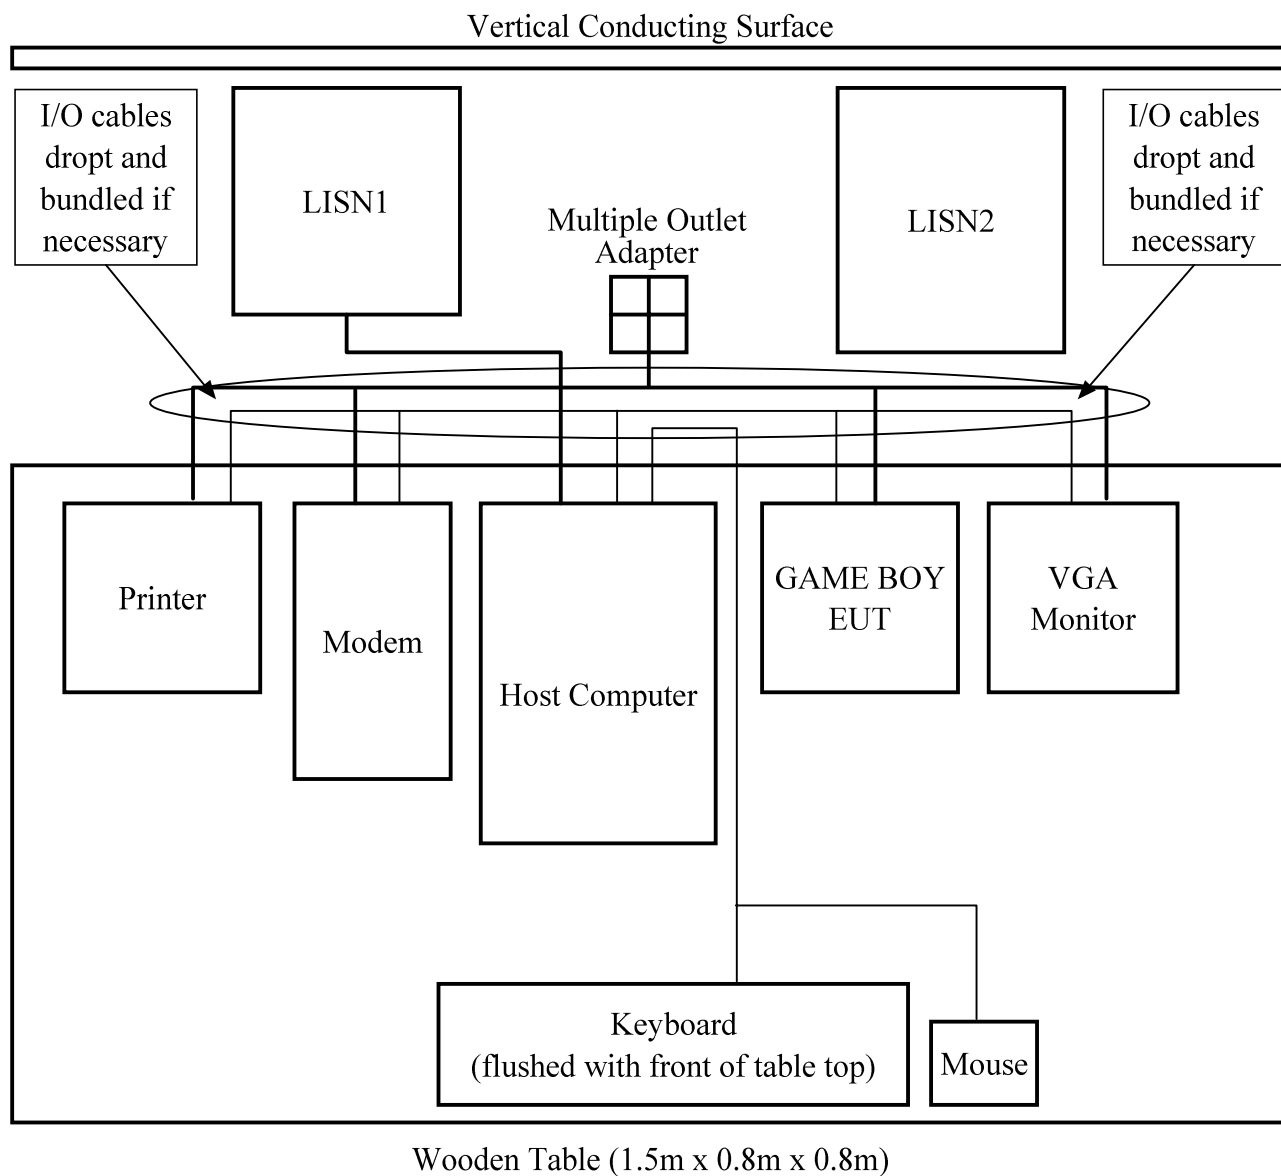 Vertical Conducting Surface
I/O cables
dropt and
bundled if
necessary
LISN1
Multiple Outlet
Adapter
LISN2
I/O cables
dropt and
bundled if
necessary
Printer
Modem
Host Computer
GAME BOY
EUT
VGA
Monitor
Keyboard
(flushed with front of table top)
Mouse
Wooden Table (1.5m x 0.8m x 0.8m)